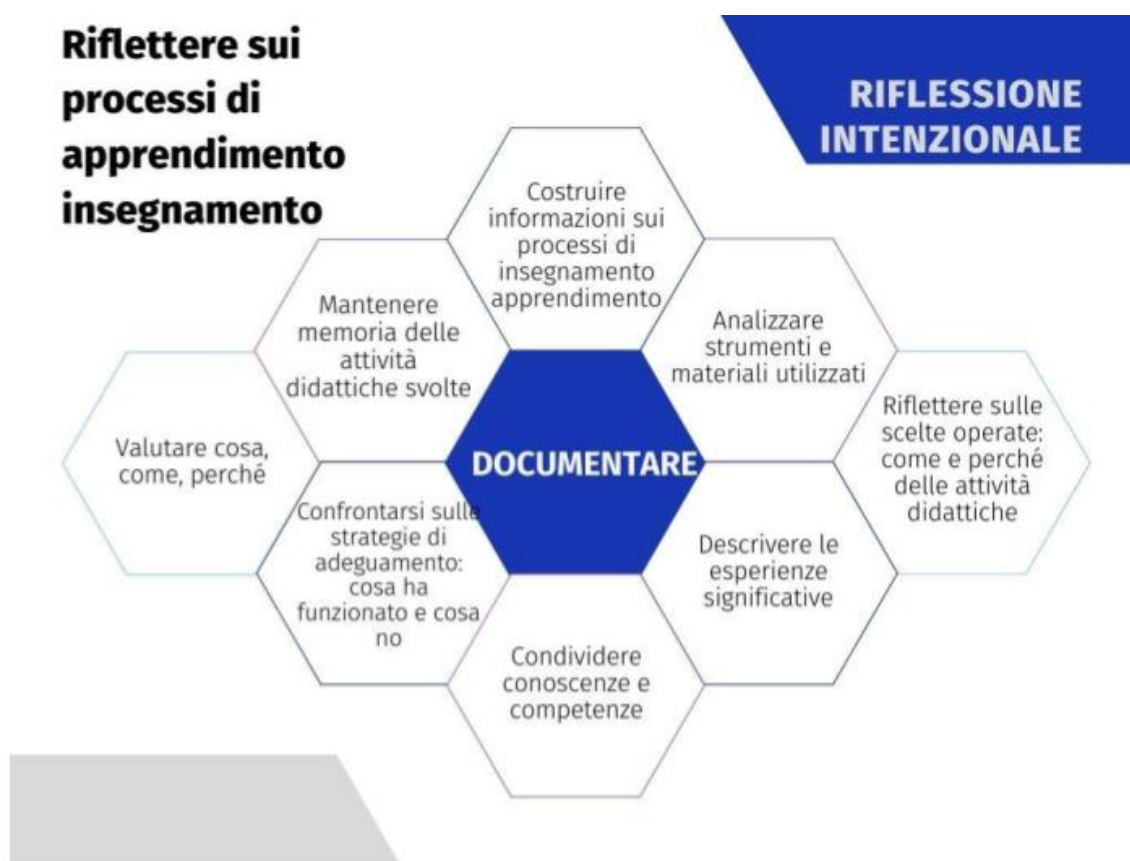 Riflettere sui
processi di
apprendimento
insegnamento
RIFLESSIONE
INTENZIONALE
Costruire
informazioni sui
processi di
insegnamento
apprendimento
Mantenere
memoria delle
attività
didattiche svolte
Analizzare
strumenti e
materiali utilizzati
Valutare cosa,
come, perché
DOCUMENTARE
Riflettere sulle
scelte operate:
come e perché
delle attività
didattiche
Confrontarsi sulle
strategie di
adeguamento:
cosa ha
funzionato e cosa
no
Descrivere le
esperienze
significative
Condividere
conoscenze e
competenze